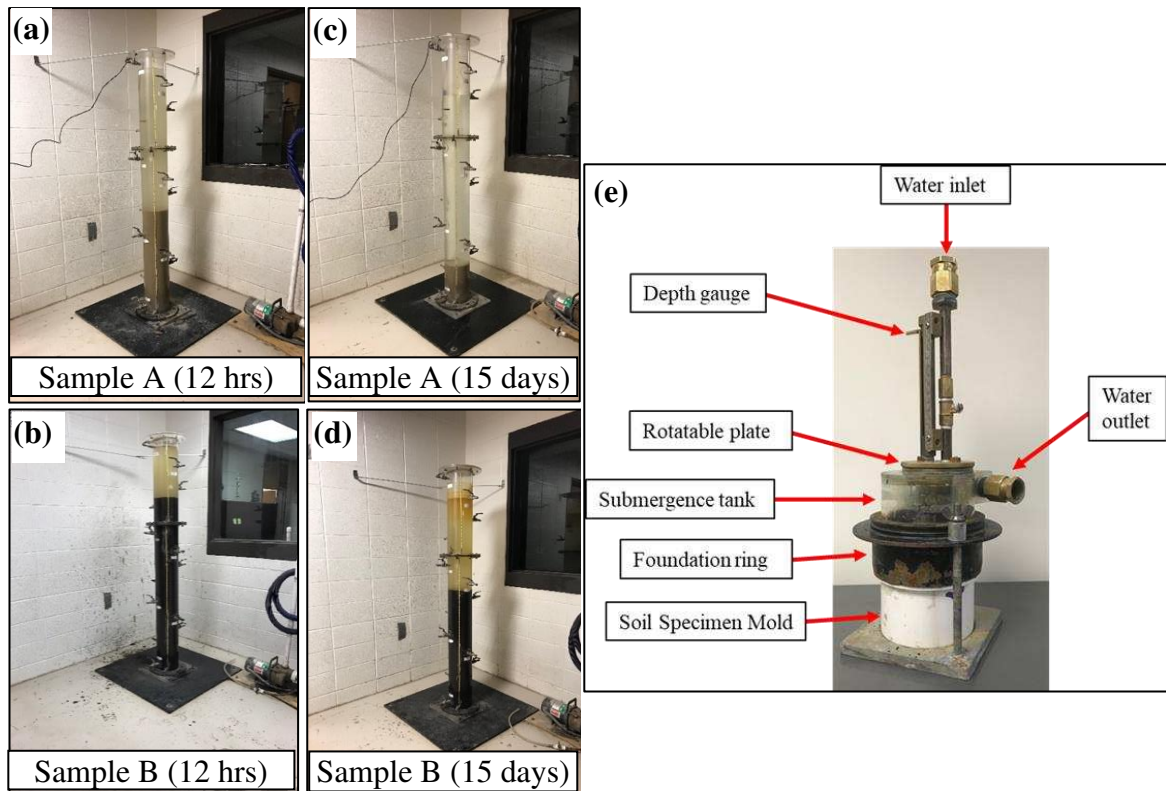 (a)
Sample A (12 hrs)
(c)
Sample A (15 days)
(b)
Sample B (12 hrs)
(d)
Sample B (15 days)
(e)
Water inlet
Depth gauge
Water
outlet
Rotatable plate
Submergence tank
Foundation ring
Soil Specimen Mold